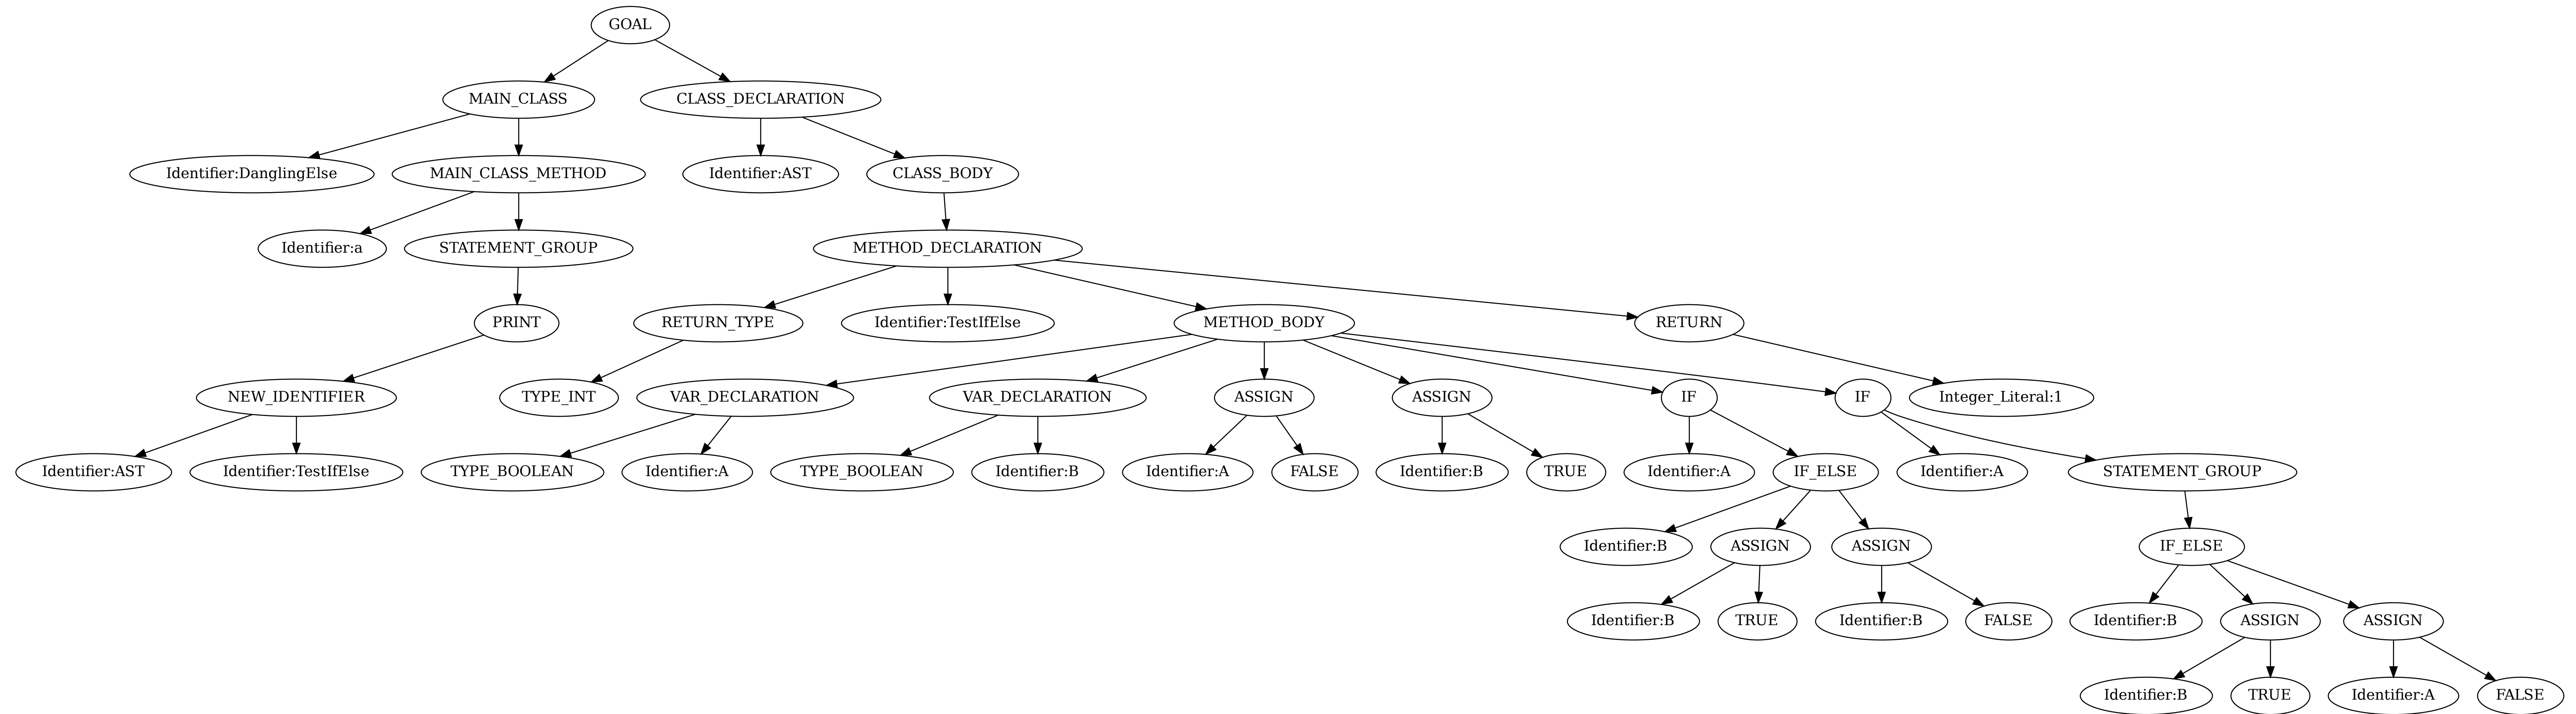 GOAL
MAIN_CLASS CLASS_DECLARATION
Identifier:DanglingElse MAIN_CLASS_METHOD Identifier:AST CLASS_BODY
Identifier:a STATEMENT_GROUP METHOD_DECLARATION
PRINT RETURN_TYPE Identifier:TestIfElse METHOD_BODY RETURN
NEW_IDENTIFIER TYPE_INT VAR_DECLARATION VAR_DECLARATION ASSIGN ASSIGN IF IF Integer_Literal:1
Identifier:AST Identifier:TestIfElse TYPE_BOOLEAN Identifier:A TYPE_BOOLEAN Identifier:B Identifier:A FALSE Identifier:B TRUE Identifier:A IF_ELSE Identifier:A STATEMENT_GROUP
Identifier:B ASSIGN ASSIGN IF_ELSE
Identifier:B TRUE Identifier:B FALSE Identifier:B ASSIGN ASSIGN
Identifier:B TRUE Identifier:A FALSE